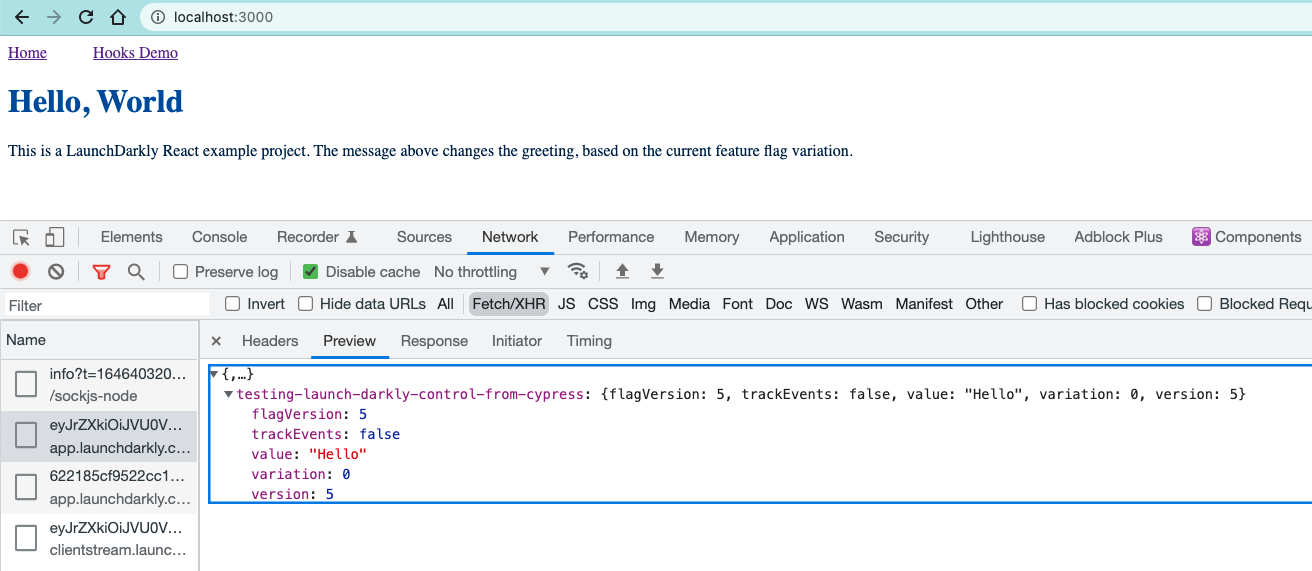 localhost:3000
Home Hooks Demo
Hello, World
This is a LaunchDarkly React example project. The message above changes the greeting, based on the current feature flag variation.
Elements Console Recorder Sources Network Performance Memory Application Security Lighthouse Adblock Plus Components
Preserve log Disable cache No throttling
Filter Invert Hide data URLs All Fetch/XHR JS CSS Img Media Font Doc WS Wasm Manifest Other Has blocked cookies Blocked Requ
Name × Headers Preview Response Initiator Timing
info?t=164640320...
/sockjs-node
eyJrZXkiOiJVU0V...
app.launchdarkly.c...
622185cf9522cc1...
app.launchdarkly.c...
eyJrZXkiOiJVU0V...
clientstream.launc...
{,…}
testing-launch-darkly-control-from-cypress: {flagVersion: 5, trackEvents: false, value: "Hello", variation: 0, version: 5}
flagVersion: 5
trackEvents: false
value: "Hello"
variation: 0
version: 5